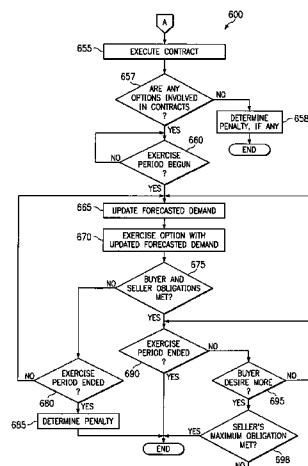 A
600
655
EXECUTE CONTRACT
657
ARE ANY
OPTIONS INVOLVED
IN CONTRACTS
?
NO
DETERMINE
PENALTY, IF ANY
658
END
YES
660
EXERCISE
PERIOD BEGUN
?
NO
YES
665
UPDATE FORECASTED DEMAND
670
EXERCISE OPTION WITH
UPDATED FORECASTED DEMAND
675
BUYER AND
SELLER OBLIGATIONS
MET?
NO
YES
EXERCISE
PERIOD ENDED
?
690
NO
YES
NO
EXERCISE
PERIOD ENDED
?
680
YES
685
DETERMINE PENALTY
BUYER
DESIRE MORE
?
695
NO
YES
END
YES
SELLER'S
MAXIMUM OBLIGATION
MET?
698
NO